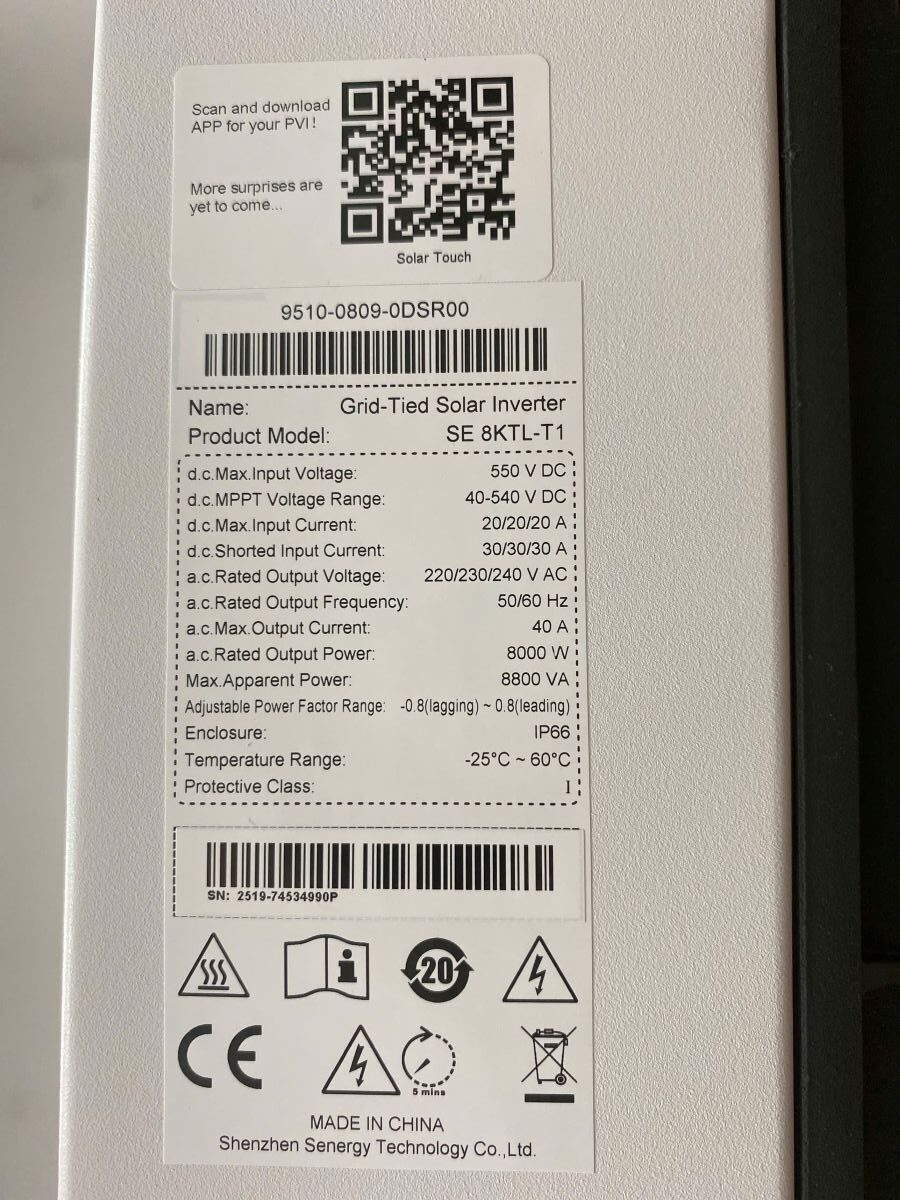 Scan and download
APP for your PVI!
More surprises are
yet to come...
Solar Touch
9510-0809-0DSR00
Name: Grid-Tied Solar Inverter
Product Model: SE 8KTL-T1
d.c.Max.Input Voltage: 550 V DC
d.c.MPPT Voltage Range: 40-540 V DC
d.c.Max.Input Current: 20/20/20 A
d.c.Shorted Input Current: 30/30/30 A
a.c.Rated Output Voltage: 220/230/240 V AC
a.c.Rated Output Frequency: 50/60 Hz
a.c.Max.Output Current: 40 A
a.c.Rated Output Power: 8000 W
Max.Apparent Power: 8800 VA
Adjustable Power Factor Range: -0.8(lagging) ~ 0.8(leading)
Enclosure: IP66
Temperature Range: -25°C ~ 60°C
Protective Class: I
SN: 2519-74534990P
20
CE
5 mins
MADE IN CHINA
Shenzhen Senergy Technology Co.,Ltd.